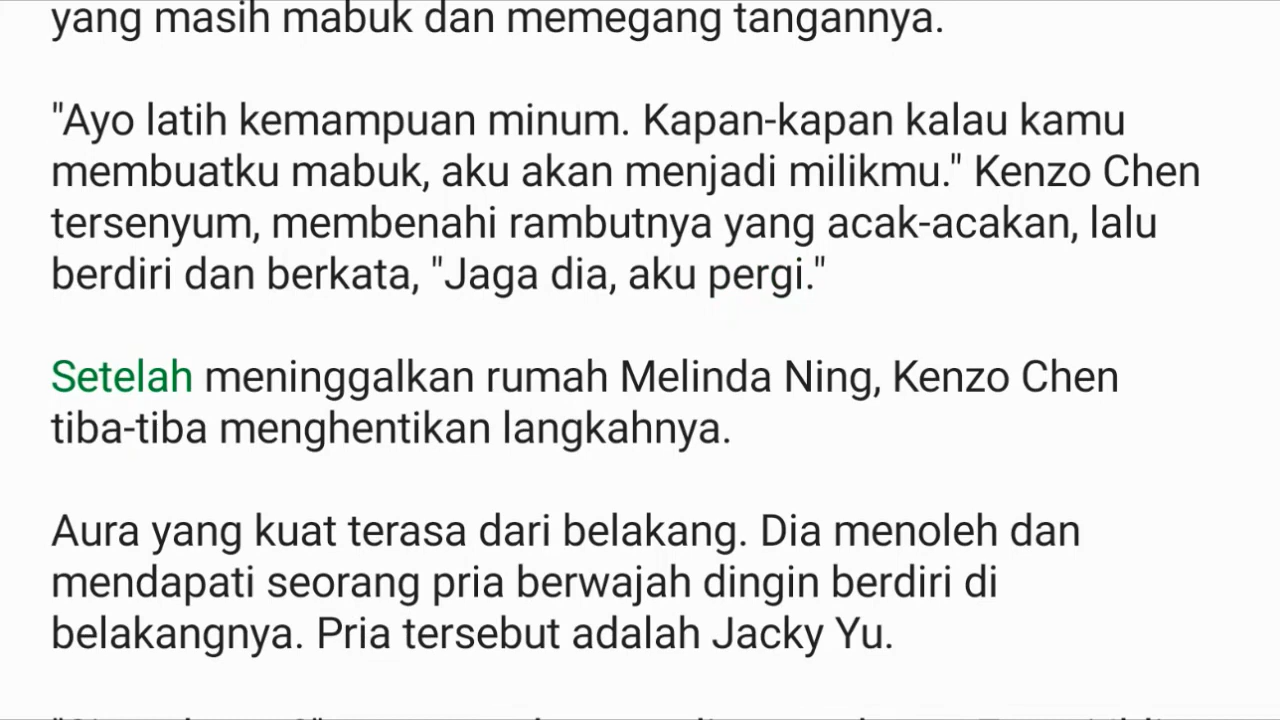 yang masih mabuk dan memegang tangannya.
"Ayo latih kemampuan minum. Kapan-kapan kalau kamu
membuatku mabuk, aku akan menjadi milikmu." Kenzo Chen
tersenyum, membenahi rambutnya yang acak-acakan, lalu
berdiri dan berkata, "Jaga dia, aku pergi."
Setelah meninggalkan rumah Melinda Ning, Kenzo Chen
tiba-tiba menghentikan langkahnya.
Aura yang kuat terasa dari belakang. Dia menoleh dan
mendapati seorang pria berwajah dingin berdiri di
belakangnya. Pria tersebut adalah Jacky Yu.